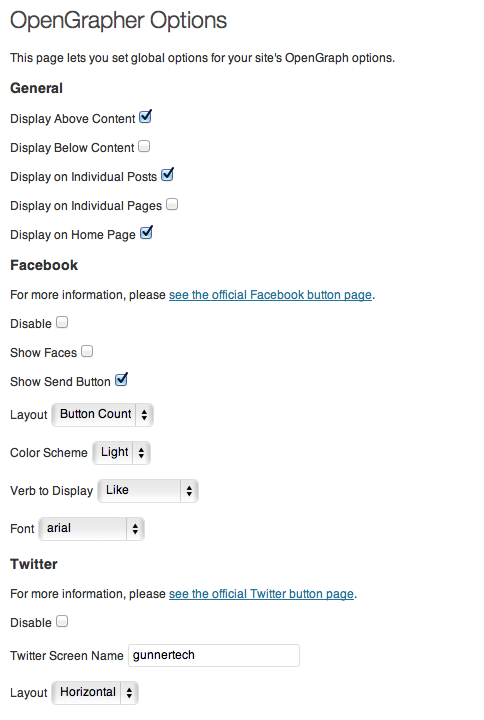 OpenGrapher Options
This page lets you set global options for your site's OpenGraph options.
General
Display Above Content
Display Below Content
Display on Individual Posts
Display on Individual Pages
Display on Home Page
Facebook
For more information, please see the official Facebook button page.
Disable
Show Faces
Show Send Button
Layout Button Count
Color Scheme Light
Verb to Display Like
Font arial
Twitter
For more information, please see the official Twitter button page.
Disable
Twitter Screen Name gunnertech
Layout Horizontal